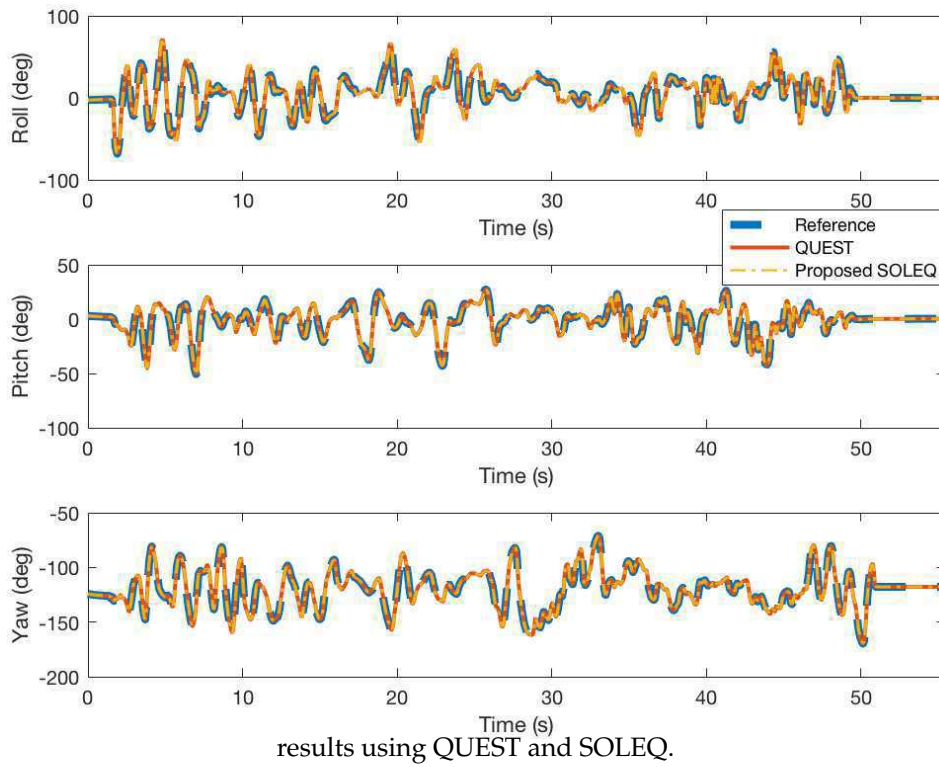 100
0
-100
Roll (deg)
0 10 20 30 40 50
Time (s)
Reference
QUEST
Proposed SOLEQ
50
0
-50
-100
Pitch (deg)
0 10 20 30 40 50
Time (s)
-50
-100
-150
-200
Yaw (deg)
0 10 20 30 40 50
Time (s)
results using QUEST and SOLEQ.